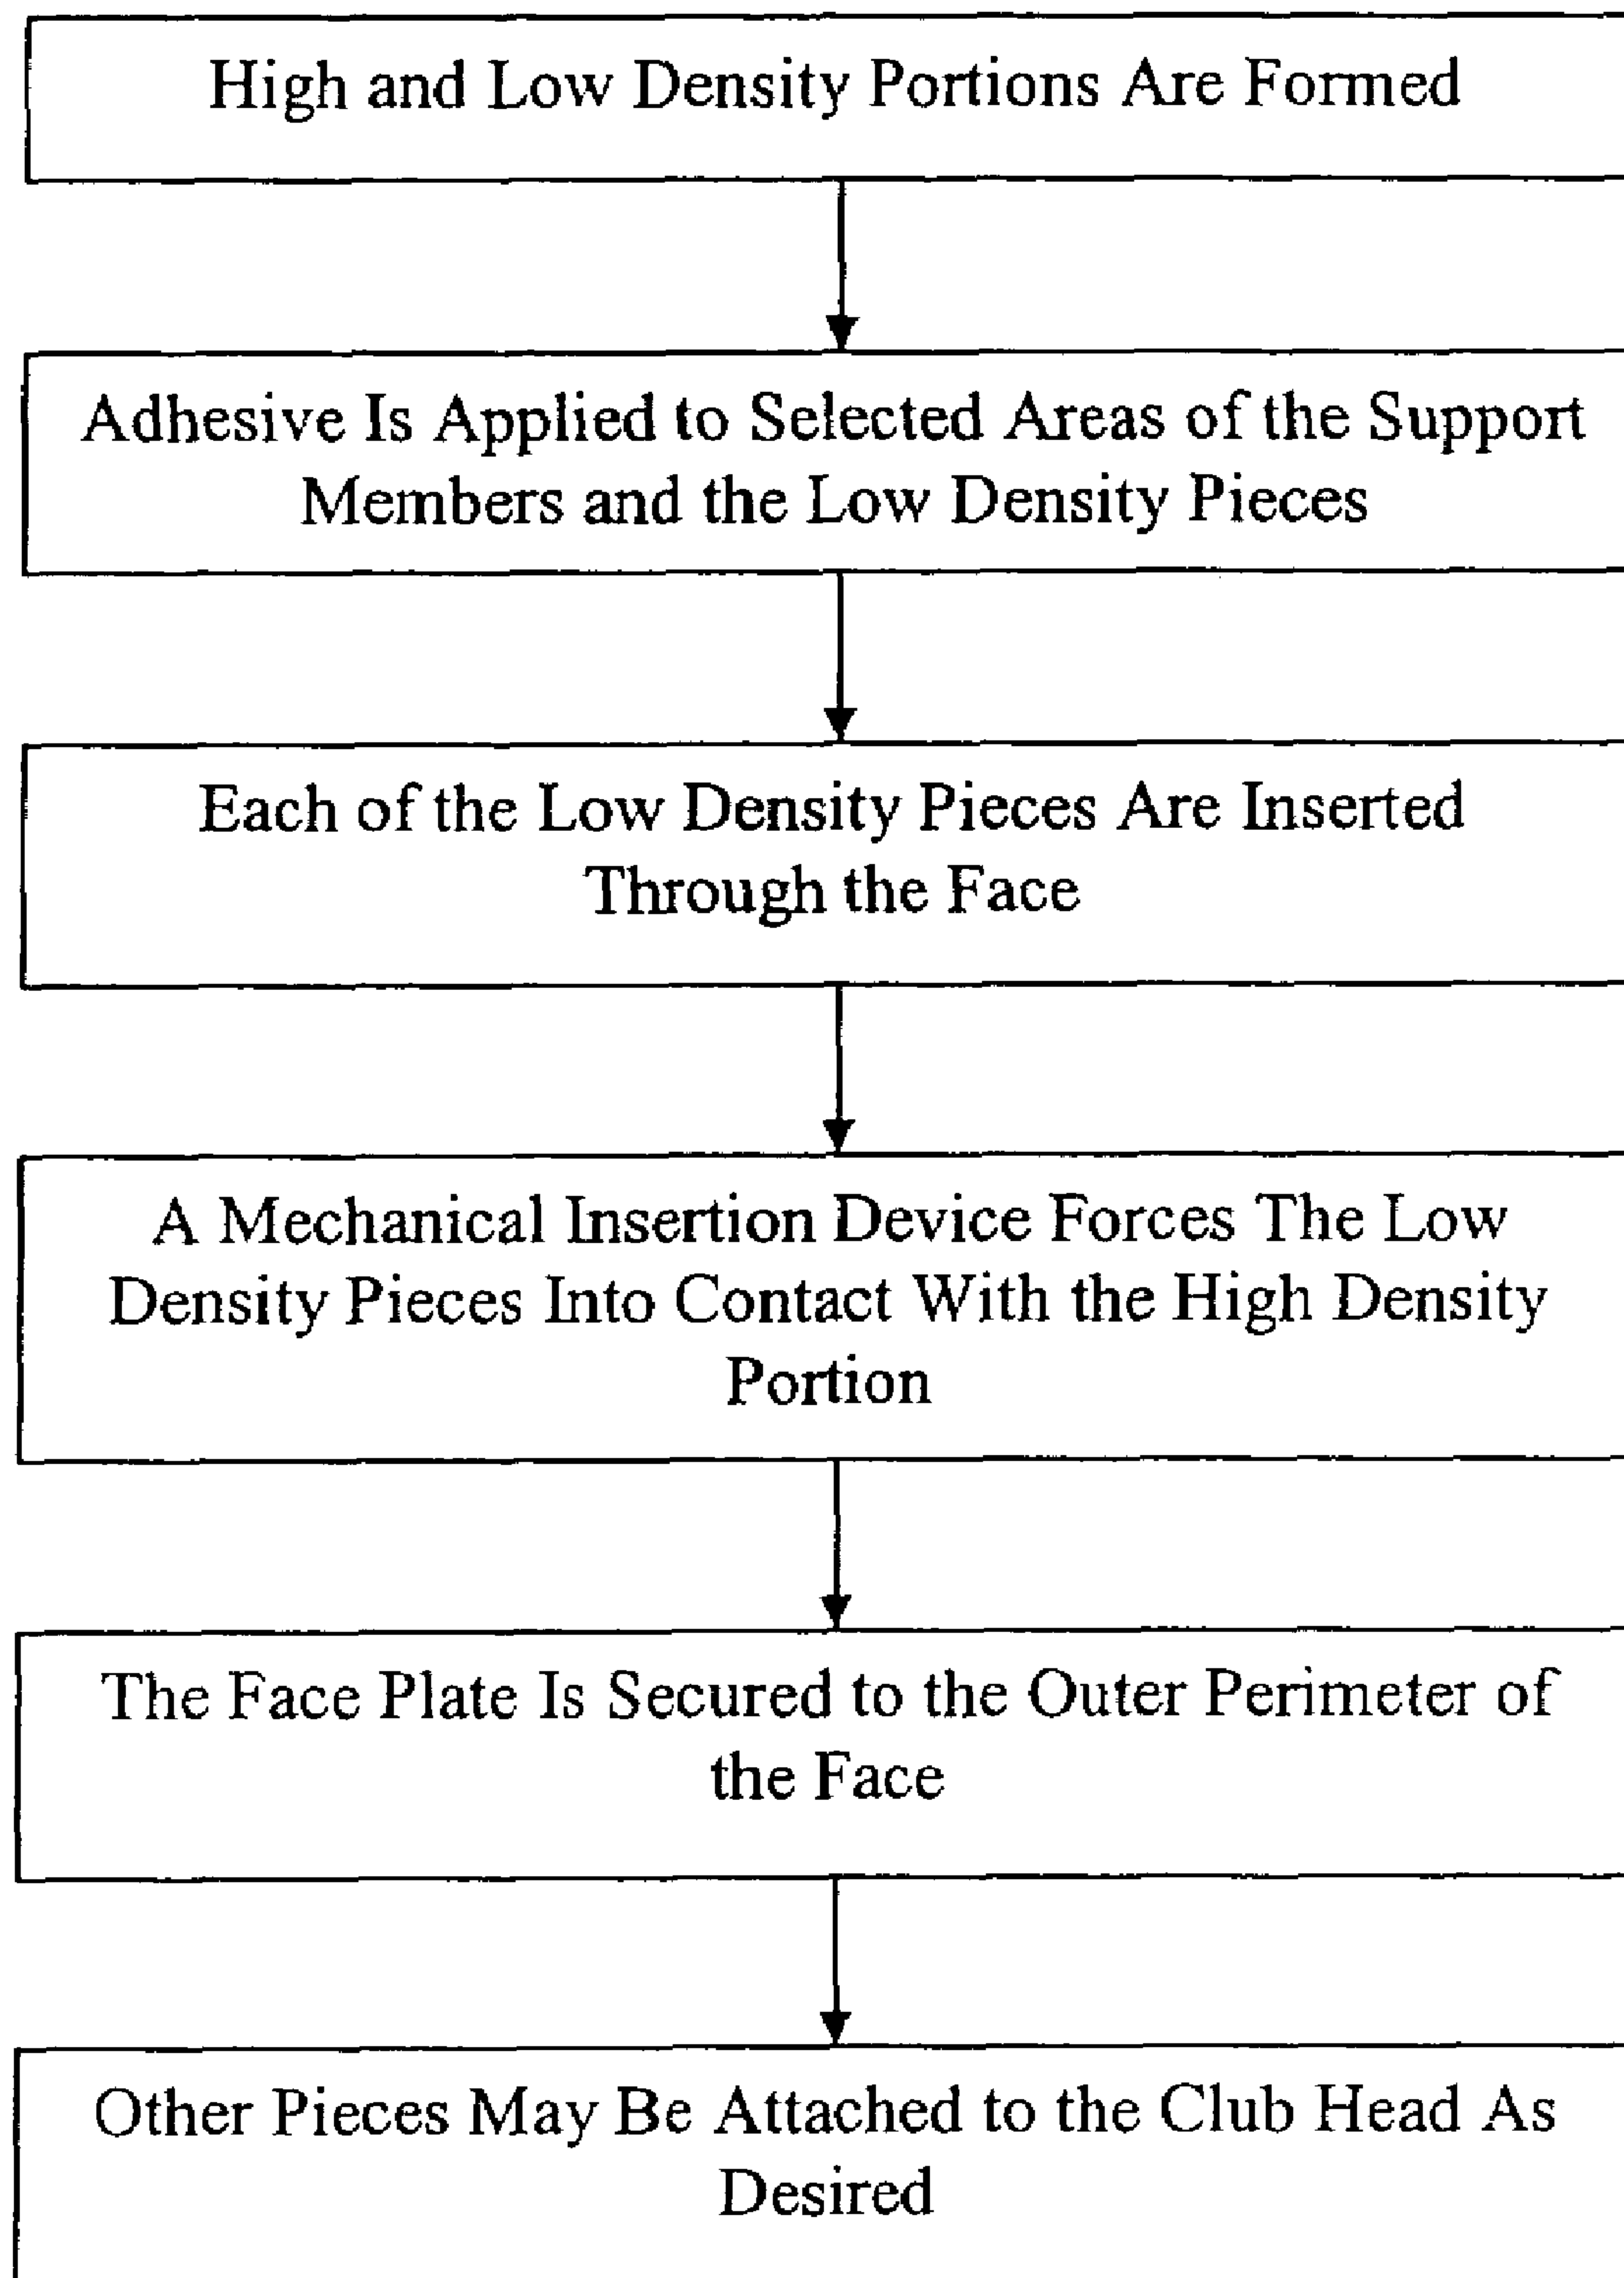 High and Low Density Portions Are Formed
Adhesive Is Applied to Selected Areas of the Support
Members and the Low Density Pieces
Each of the Low Density Pieces Are Inserted
Through the Face
A Mechanical Insertion Device Forces The Low
Density Pieces Into Contact With the High Density
Portion
The Face Plate Is Secured to the Outer Perimeter of
the Face
Other Pieces May Be Attached to the Club Head As
Desired